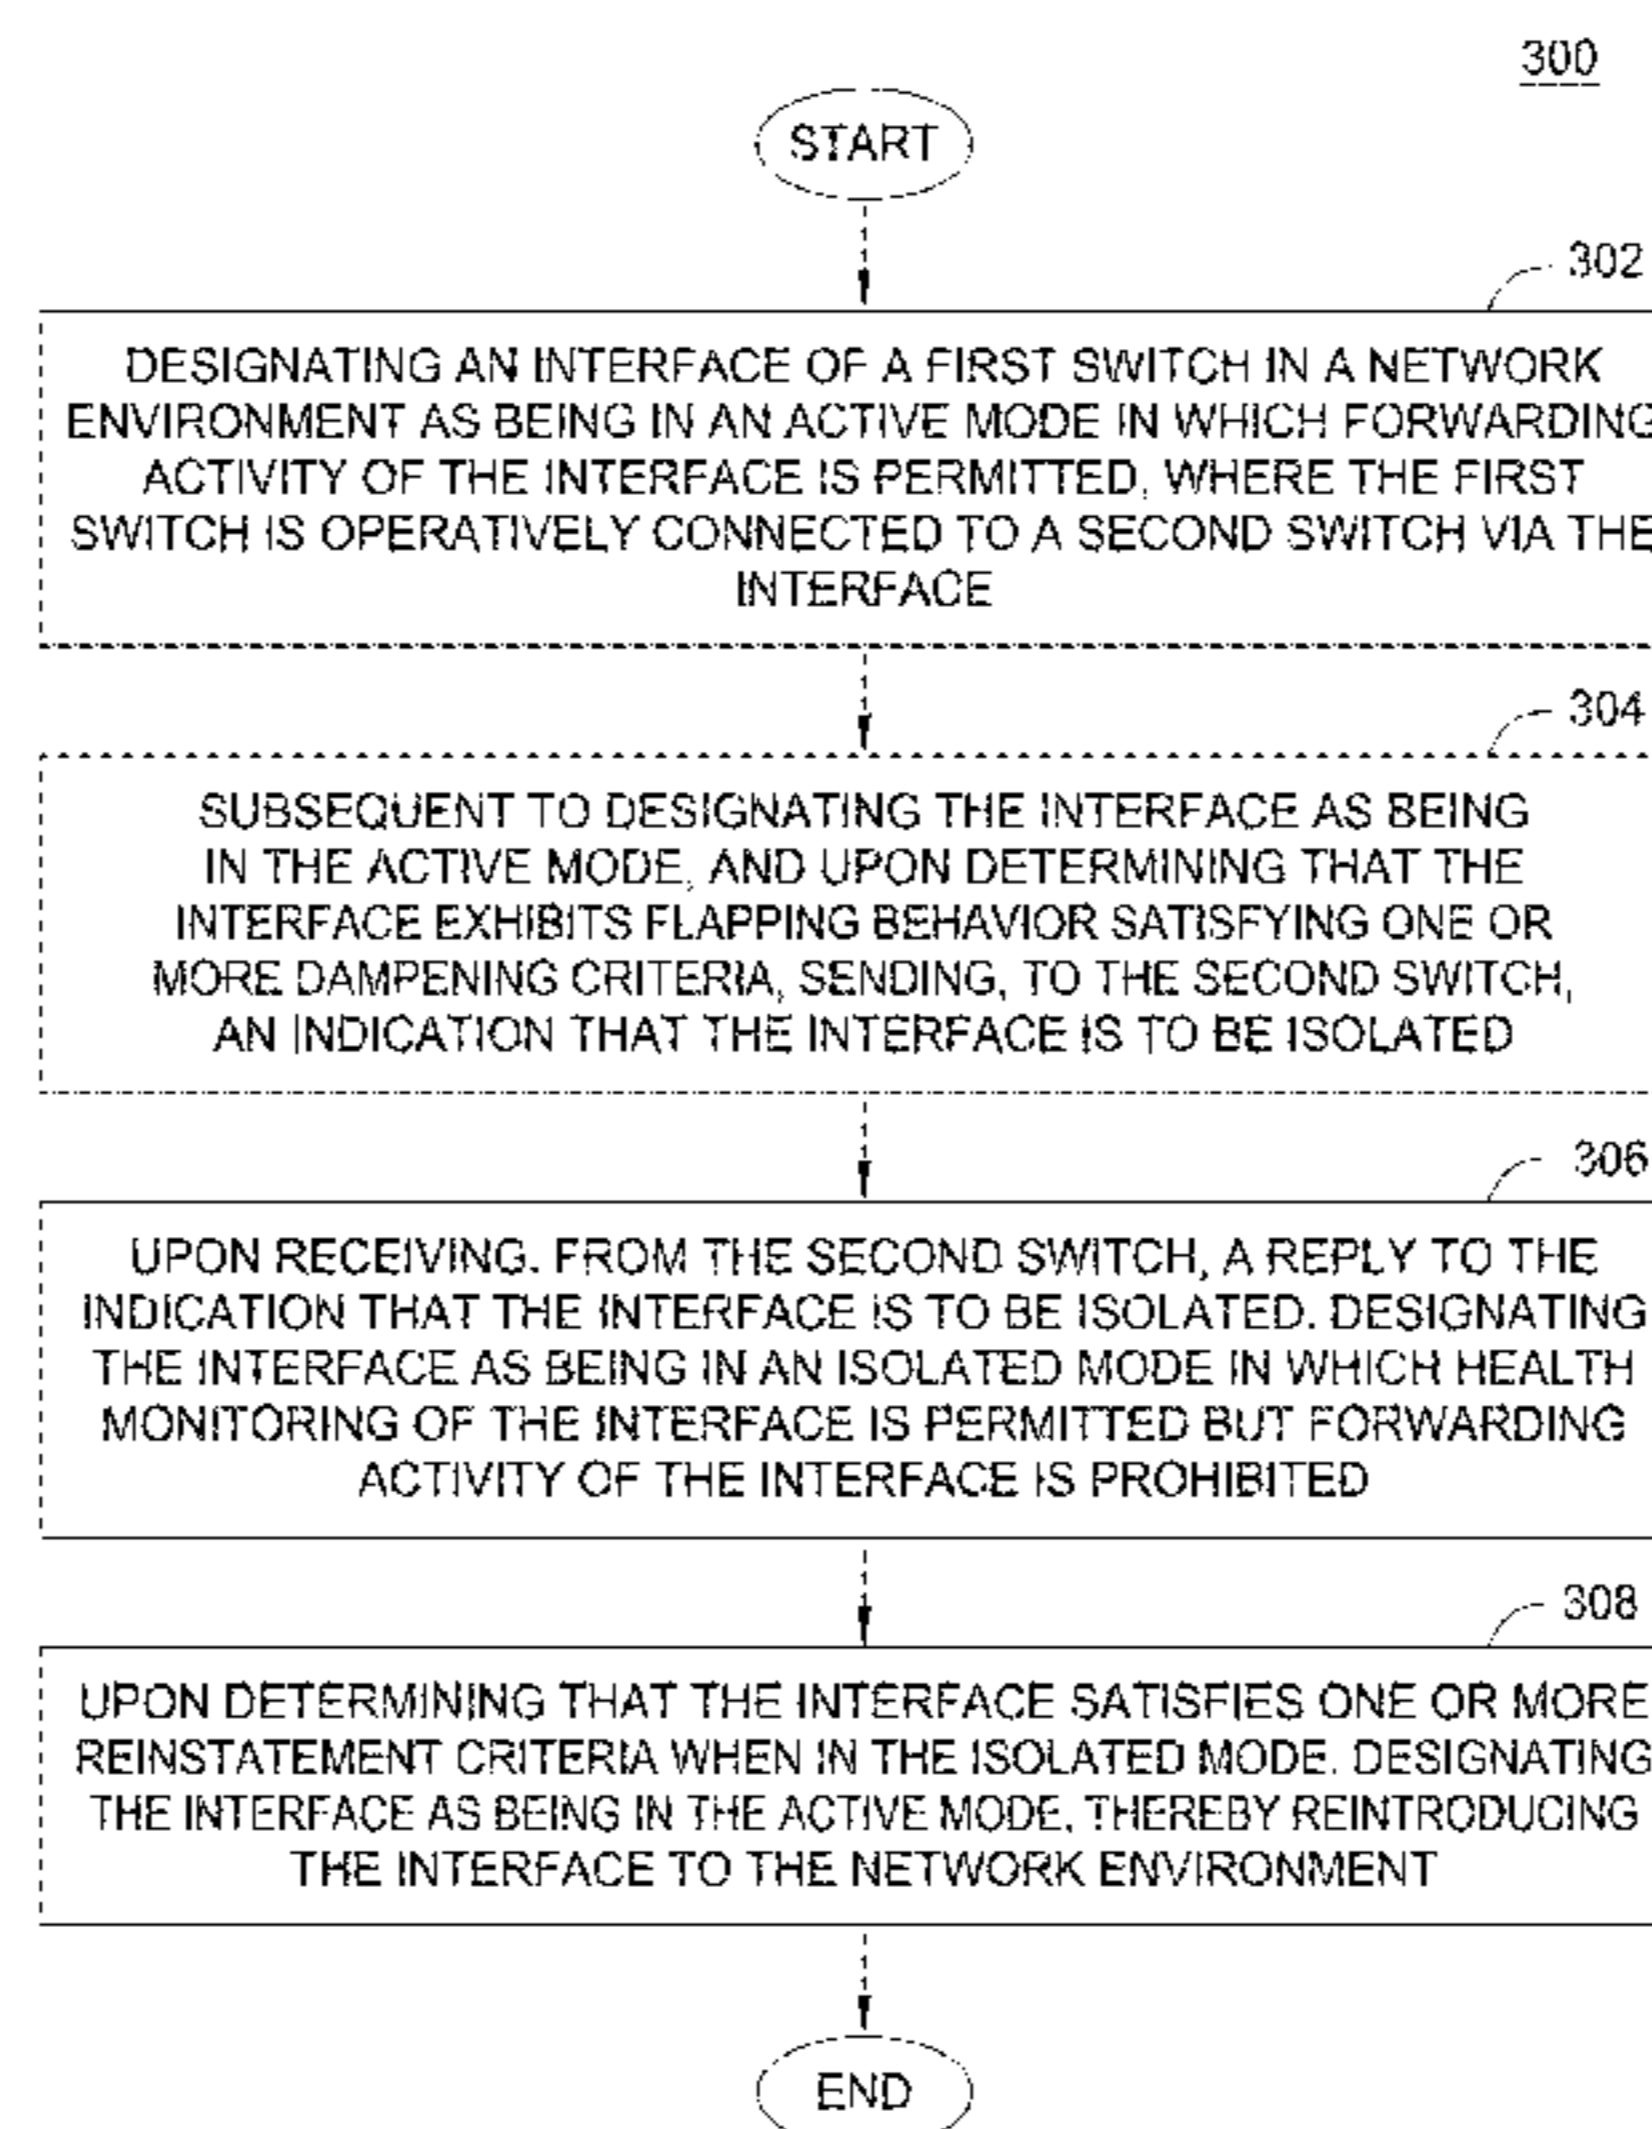 300
START
302
DESIGNATING AN INTERFACE OF A FIRST SWITCH IN A NETWORK
ENVIRONMENT AS BEING IN AN ACTIVE MODE IN WHICH FORWARDING
ACTIVITY OF THE INTERFACE IS PERMITTED, WHERE THE FIRST
SWITCH IS OPERATIVELY CONNECTED TO A SECOND SWITCH VIA THE
INTERFACE
304
SUBSEQUENT TO DESIGNATING THE INTERFACE AS BEING
IN THE ACTIVE MODE, AND UPON DETERMINING THAT THE
INTERFACE EXHIBITS FLAPPING BEHAVIOR SATISFYING ONE OR
MORE DAMPENING CRITERIA, SENDING, TO THE SECOND SWITCH,
AN INDICATION THAT THE INTERFACE IS TO BE ISOLATED
306
UPON RECEIVING, FROM THE SECOND SWITCH, A REPLY TO THE
INDICATION THAT THE INTERFACE IS TO BE ISOLATED, DESIGNATING
THE INTERFACE AS BEING IN AN ISOLATED MODE IN WHICH HEALTH
MONITORING OF THE INTERFACE IS PERMITTED BUT FORWARDING
ACTIVITY OF THE INTERFACE IS PROHIBITED
308
UPON DETERMINING THAT THE INTERFACE SATISFIES ONE OR MORE
REINSTATEMENT CRITERIA WHEN IN THE ISOLATED MODE, DESIGNATING
THE INTERFACE AS BEING IN THE ACTIVE MODE, THEREBY REINTRODUCING
THE INTERFACE TO THE NETWORK ENVIRONMENT
END